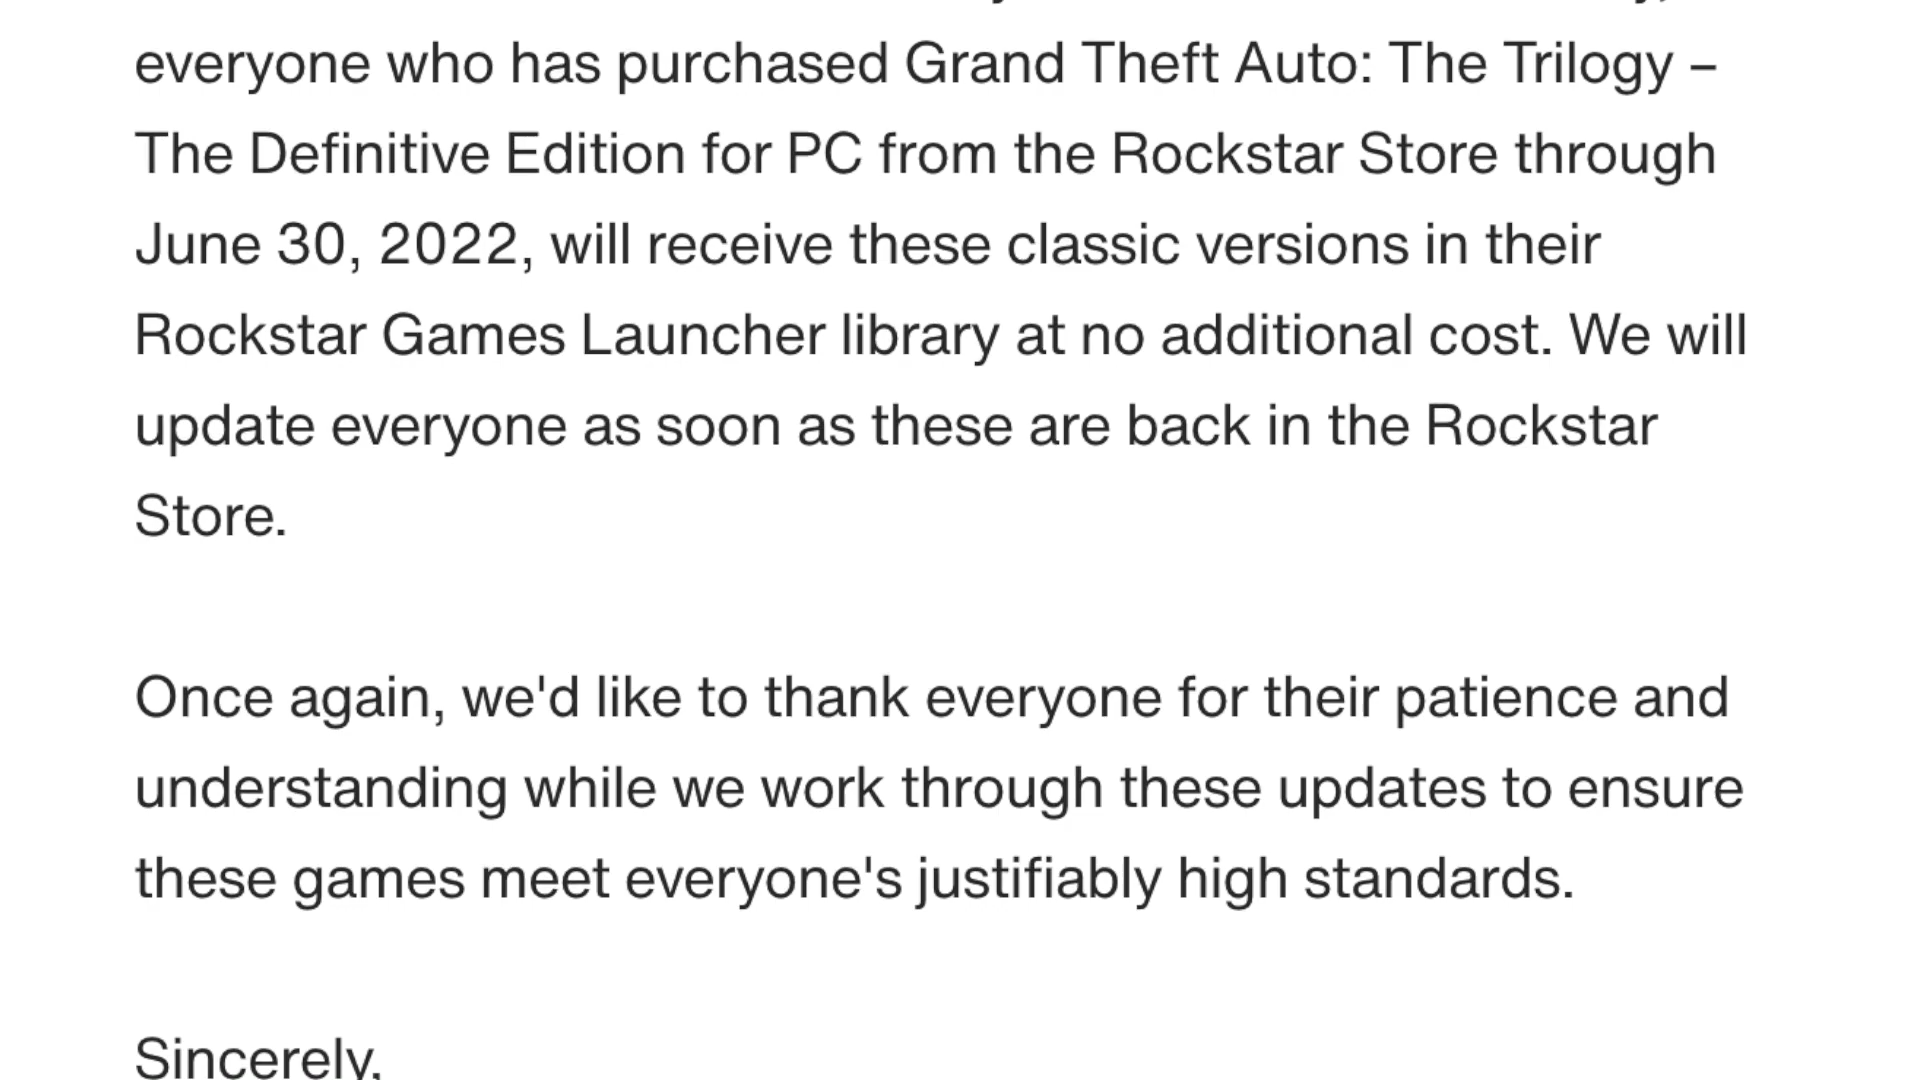 everyone who has purchased Grand Theft Auto: The Trilogy –
The Definitive Edition for PC from the Rockstar Store through
June 30, 2022, will receive these classic versions in their
Rockstar Games Launcher library at no additional cost. We will
update everyone as soon as these are back in the Rockstar
Store.
Once again, we'd like to thank everyone for their patience and
understanding while we work through these updates to ensure
these games meet everyone's justifiably high standards.
Sincerely,